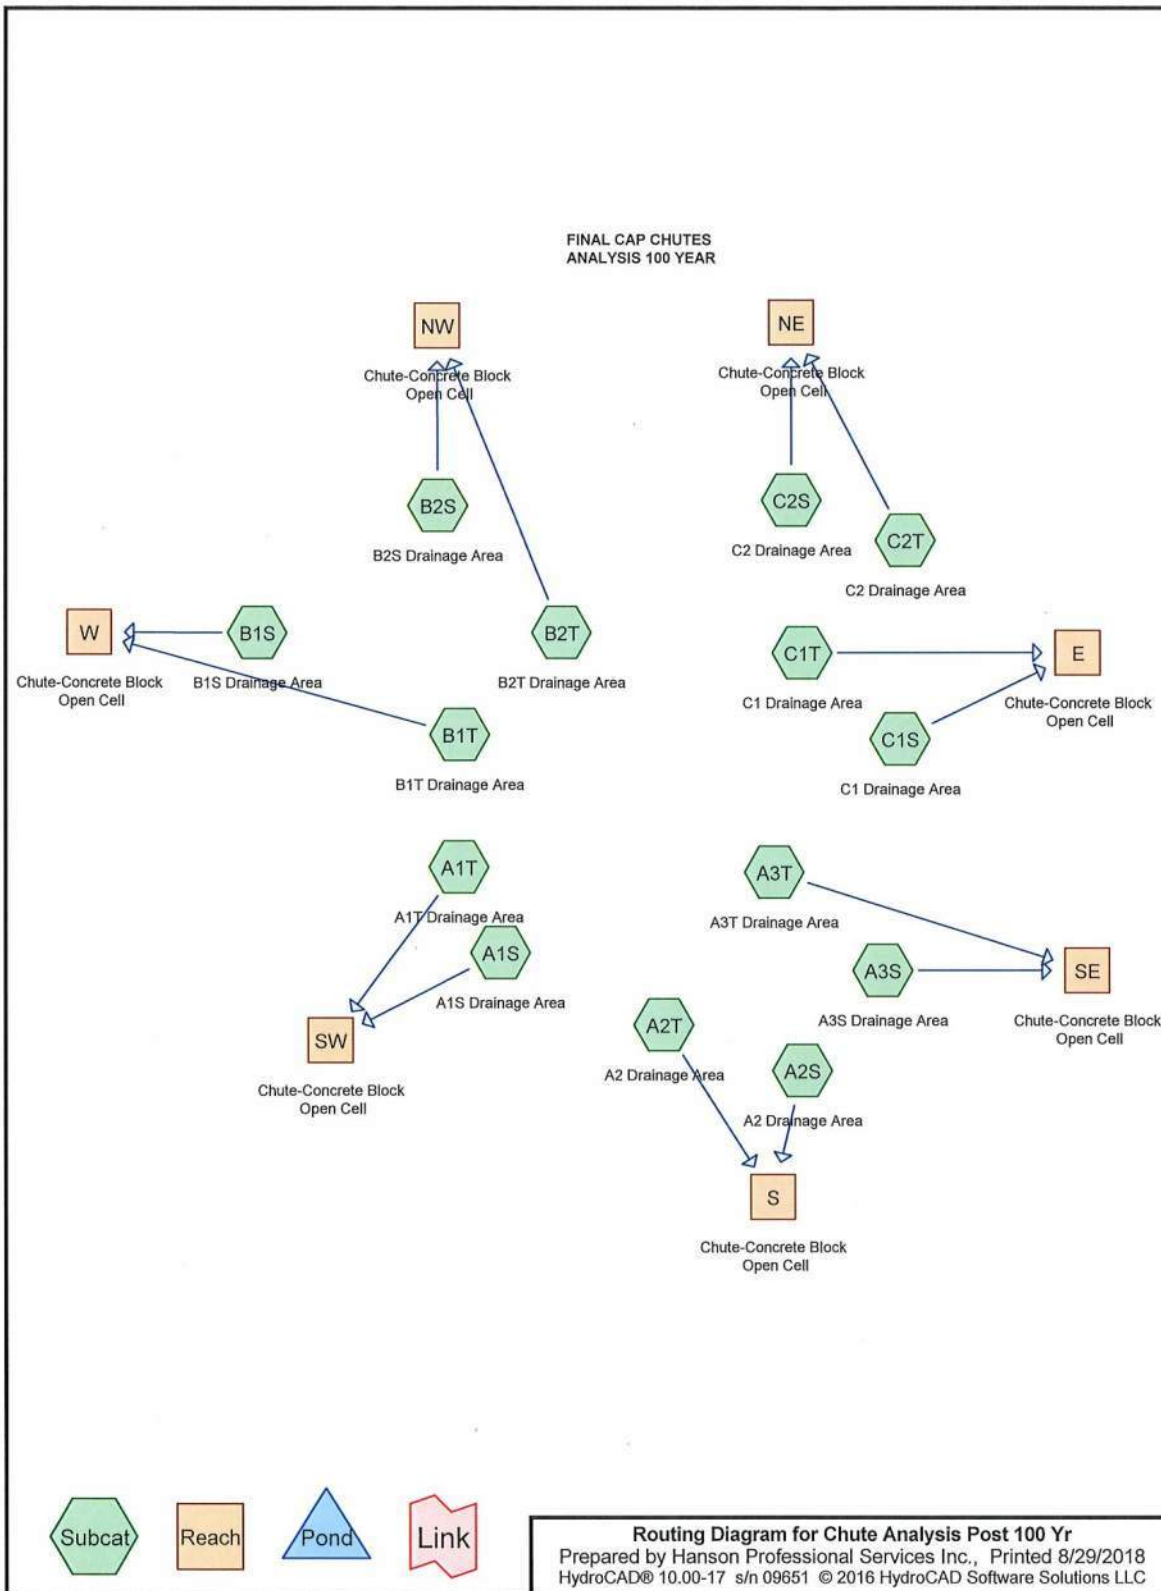 FINAL CAP CHUTES
ANALYSIS 100 YEAR
NW
Chute-Concrete Block
Open Cell
NE
Chute-Concrete Block
Open Cell
B2S
B2S Drainage Area
C2S
C2 Drainage Area
C2T
C2 Drainage Area
W
Chute-Concrete Block
Open Cell
B1S
B1S Drainage Area
B2T
B2T Drainage Area
C1T
C1 Drainage Area
E
Chute-Concrete Block
Open Cell
B1T
B1T Drainage Area
C1S
C1 Drainage Area
A1T
A1T Drainage Area
A3T
A3T Drainage Area
A1S
A1S Drainage Area
A3S
A3S Drainage Area
SE
Chute-Concrete Block
Open Cell
SW
Chute-Concrete Block
Open Cell
A2T
A2 Drainage Area
A2S
A2 Drainage Area
S
Chute-Concrete Block
Open Cell
Subcat
Reach
Pond
Link
Routing Diagram for Chute Analysis Post 100 Yr
Prepared by Hanson Professional Services Inc., Printed 8/29/2018
HydroCAD® 10.00-17 s/n 09651 © 2016 HydroCAD Software Solutions LLC